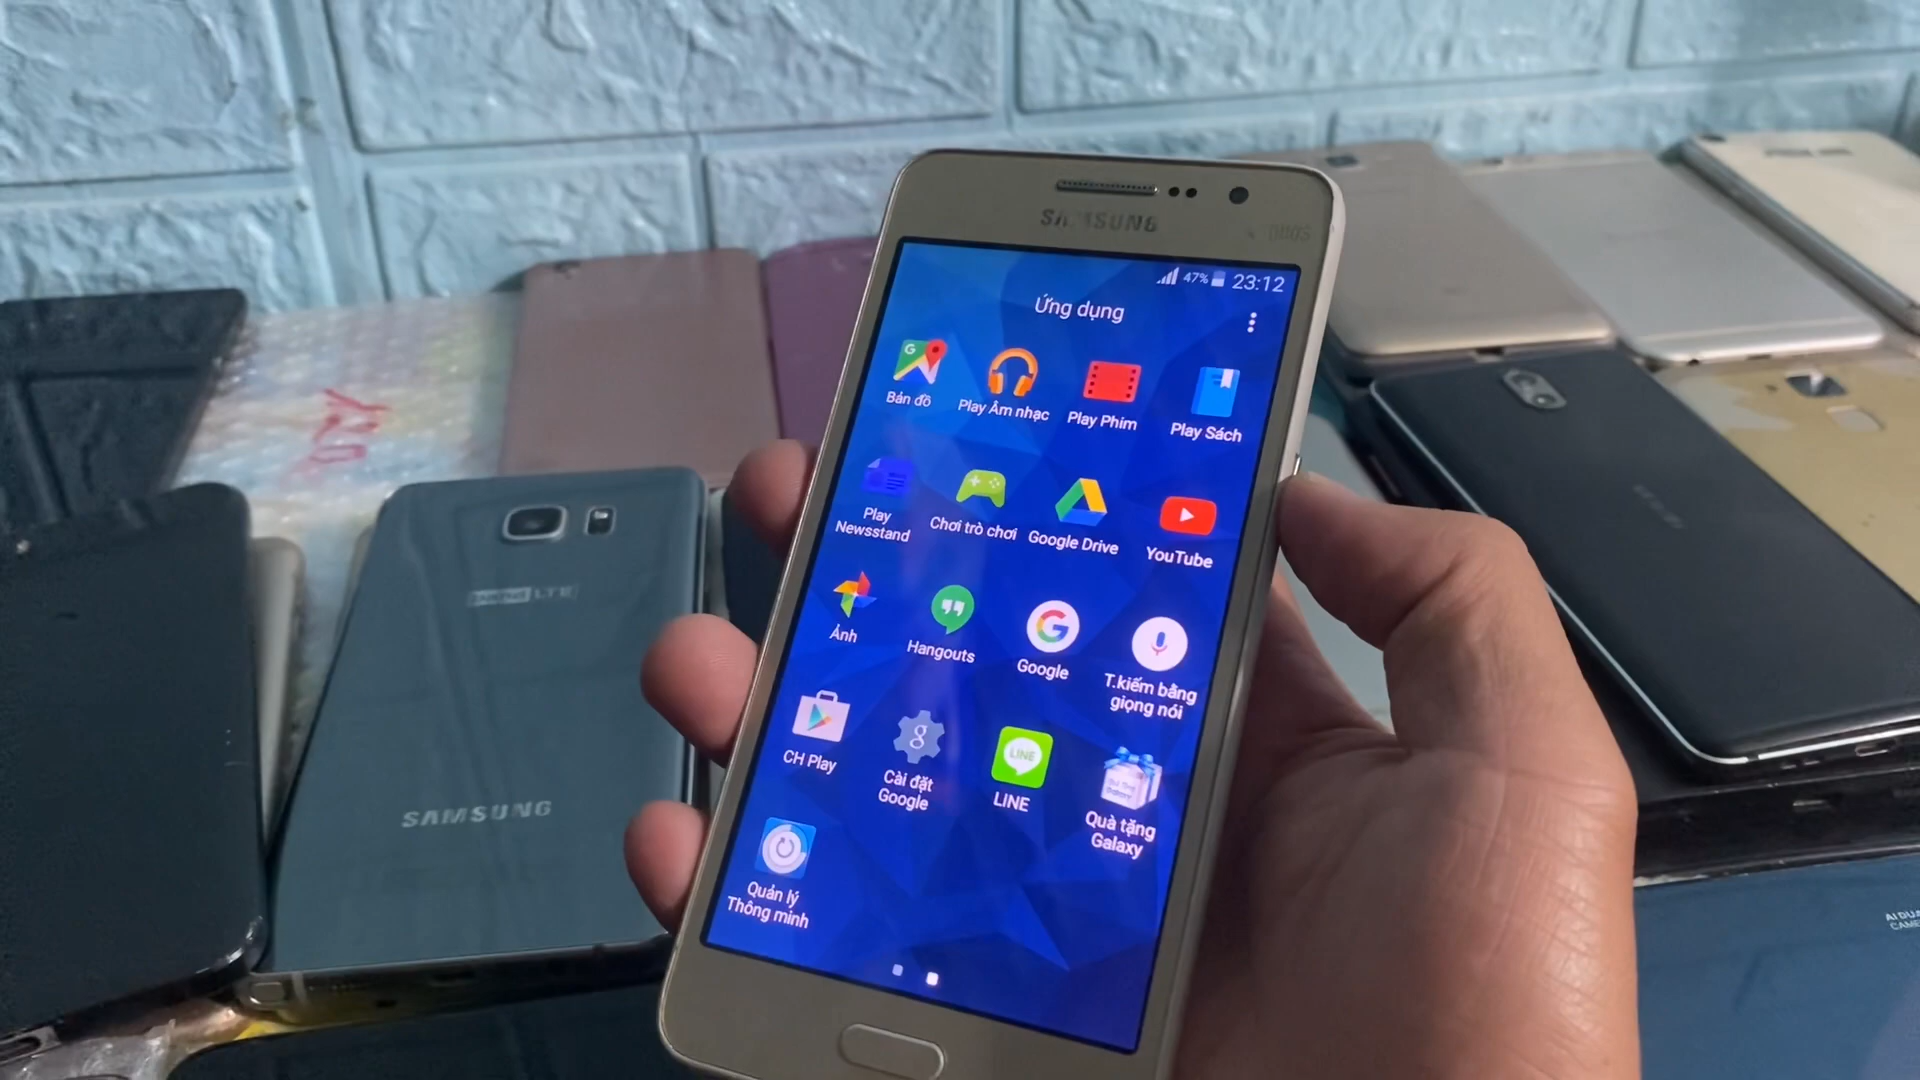 SAMSUNG
DUOS
47% 23:12
Ứng dụng
Bản đồ
Play Âm nhạc
Play Phim
Play Sách
Play
Newsstand
Chơi trò chơi
Google Drive
YouTube
Ảnh
Hangouts
Google
T.kiếm bằng
giọng nói
CH Play
Cài đặt
Google
LINE
LINE
Quà tặng
Galaxy
Quản lý
Thông minh
SAMSUNG